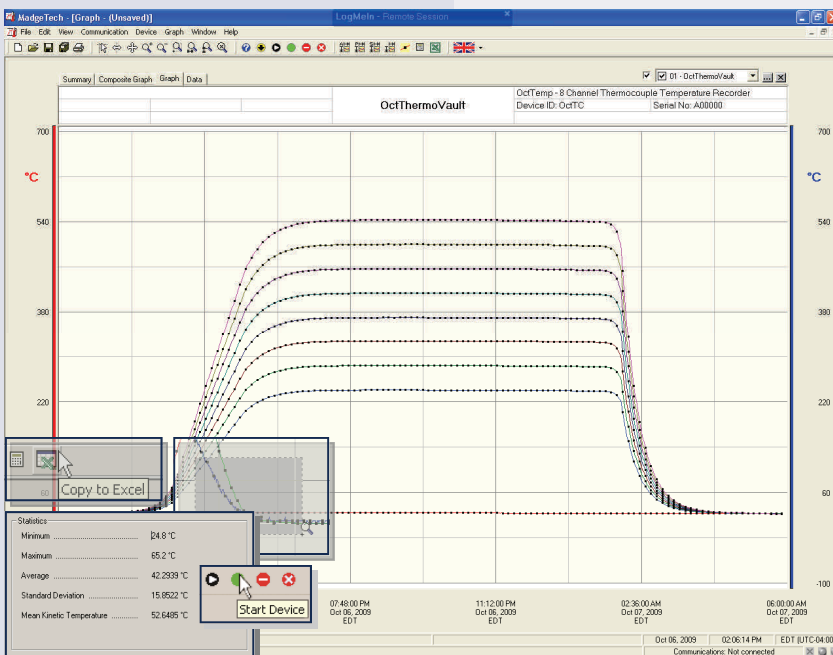 MadgeTech - [Graph - (Unsaved)]
LogMeIn - Remote Session
File Edit View Communication Device Graph Window Help
Summary Composite Graph Graph Data
01 - OctThermoVault
OctThermoVault
OctTemp - 8 Channel Thermocouple Temperature Recorder
Device ID: OctTC
Serial No: A00000
700
700
°C
°C
540
540
380
380
220
220
60
60
-100
Copy to Excel
Statistics
Minimum 24.8 °C
Maximum 65.2 °C
Average 42.2939 °C
Standard Deviation 15.8522 °C
Mean Kinetic Temperature 52.6485 °C
Start Device
07:48:00 PM
Oct 06, 2009
EDT
11:12:00 PM
Oct 06, 2009
EDT
02:36:00 AM
Oct 07, 2009
EDT
06:00:00 AM
Oct 07, 2009
EDT
Oct 06, 2009 02:06:14 PM EDT (UTC-04:00
Communications: Not connected